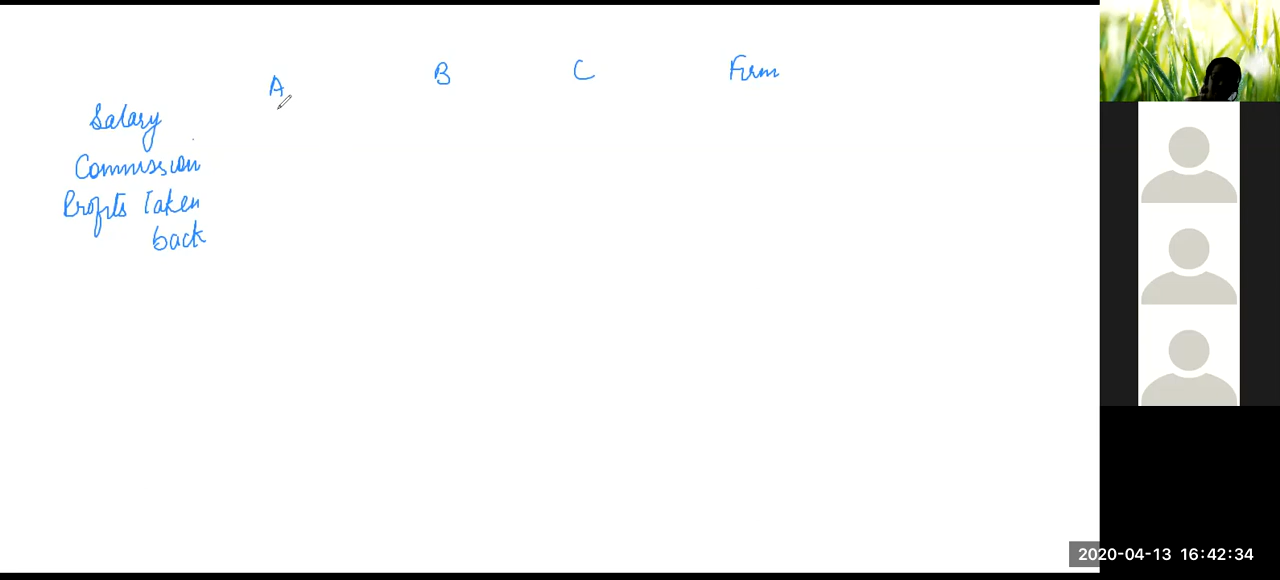 A B C Firm
Salary
Commission
Profits Taken
back
2020-04-13 16:42:34